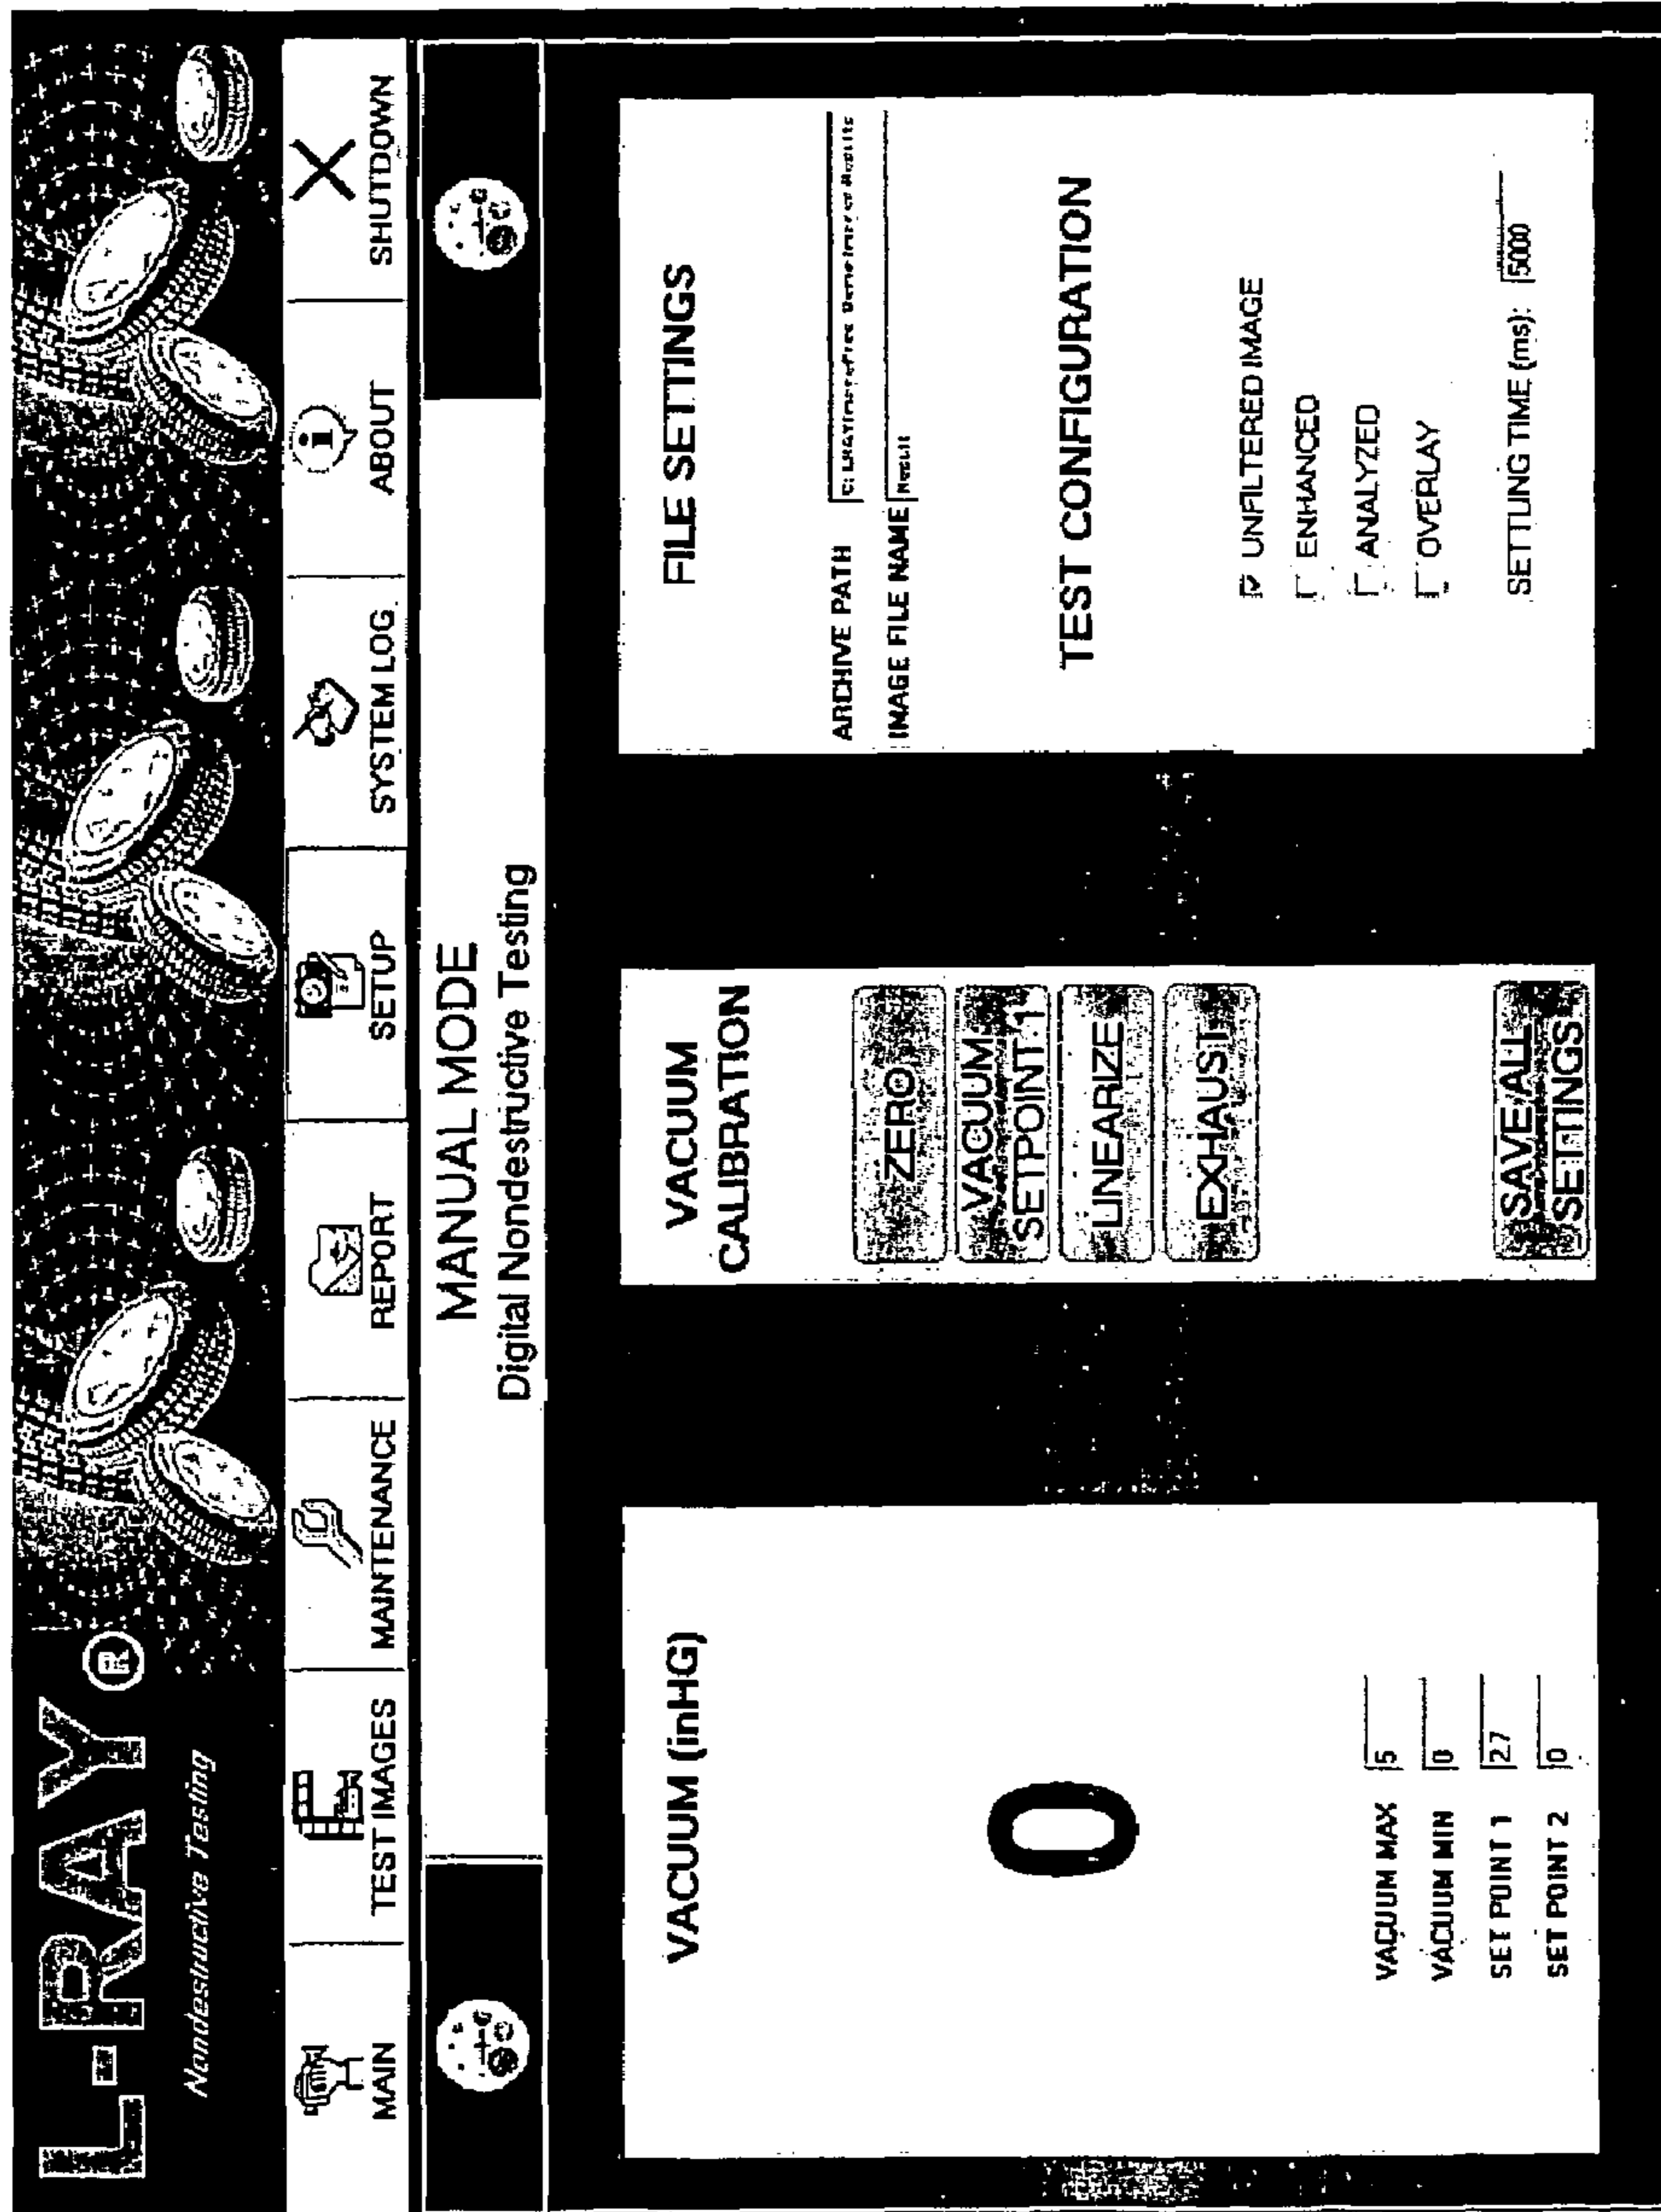 L-RAY®
Nondestructive Testing
MAIN
TEST IMAGES
MAINTENANCE
REPORT
SETUP
SYSTEM LOG
ABOUT
SHUTDOWN
MANUAL MODE
Digital Nondestructive Testing
VACUUM (inHG)
0
VACUUM MAX 5
VACUUM MIN 0
SET POINT 1 27
SET POINT 2 0
VACUUM
CALIBRATION
ZERO
VACUUM
SETPOINT 1
LINEARIZE
EXHAUST
SAVE ALL
SETTINGS
FILE SETTINGS
ARCHIVE PATH C:
IMAGE FILE NAME Result
TEST CONFIGURATION
UNFILTERED IMAGE
ENHANCED
ANALYZED
OVERLAY
SETTLING TIME (ms): 5000